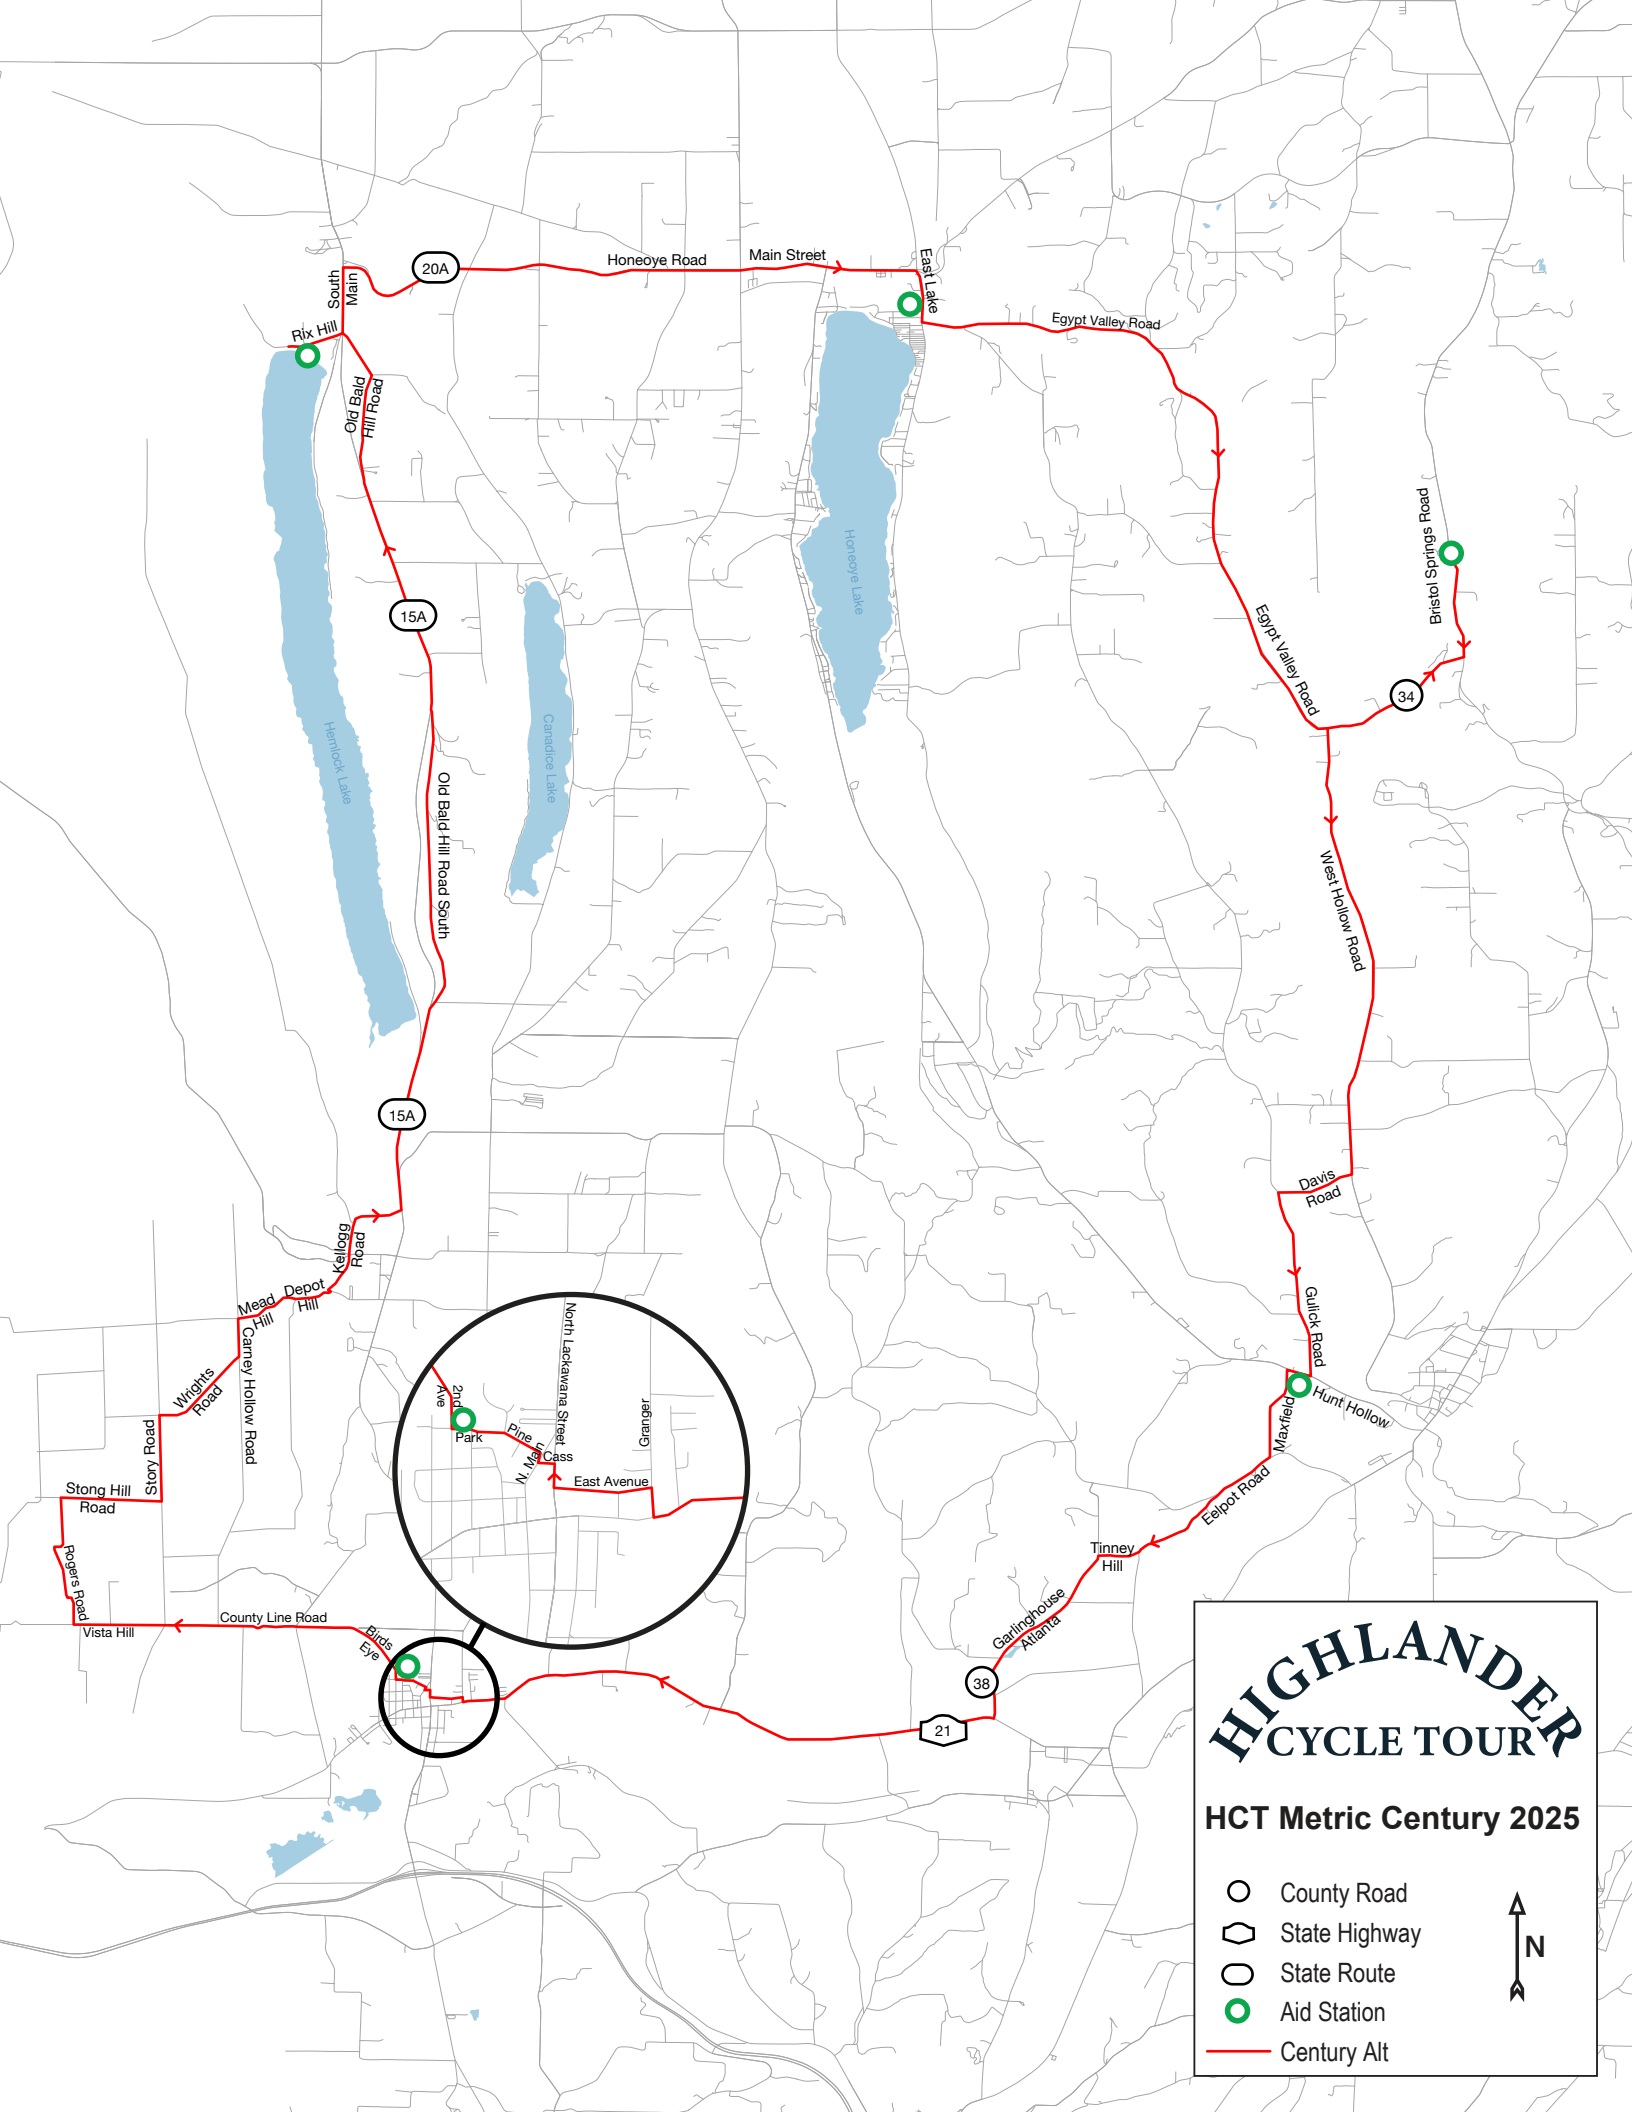 20A
Honeoye Road
Main Street
East Lake
South
Main
Rix Hill
Egypt Valley Road
Old Bald
Hill Road
Bristol Springs Road
Honeoye Lake
15A
Egypt Valley Road
34
Hemlock Lake
Canadice Lake
Old Bald Hill Road South
West Hollow Road
15A
Davis
Road
Kellogg
Road
Depot
Hill
Mead
Hill
Carney Hollow Road
Gulick Road
Wrights
Road
Hunt Hollow
Maxfield
Story Road
Stong Hill
Road
Eelpot Road
Tinney
Hill
Rogers Road
Garlinghouse
Atlanta
County Line Road
Vista Hill
Birds
Eye
38
21
North Lackawana Street
2nd
Ave
Park
Pine
N. Main
Cass
Granger
East Avenue
HIGHLANDER
CYCLE TOUR
HCT Metric Century 2025
County Road
State Highway
State Route
Aid Station
Century Alt
N